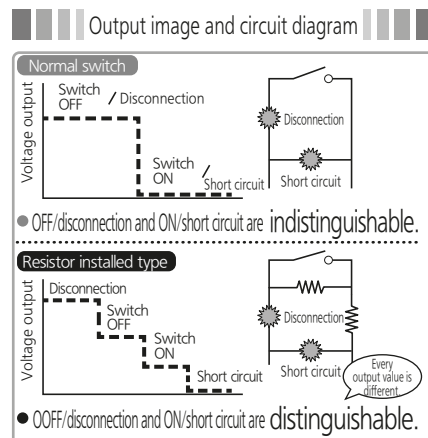 Output image and circuit diagram
Normal switch
Voltage output
Switch
OFF
/ Disconnection
Switch
ON
/
Short circuit
Disconnection
Short circuit
OFF/disconnection and ON/short circuit are indistinguishable.
Resistor installed type
Voltage output
Disconnection
Switch
OFF
Switch
ON
Short circuit
Disconnection
Short circuit
Every
output value is
different.
OOFF/disconnection and ON/short circuit are distinguishable.